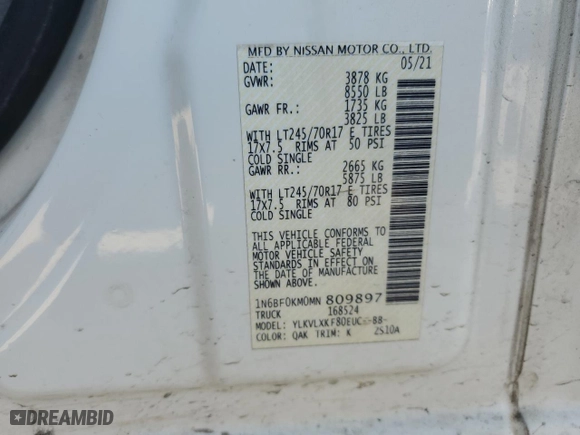 MFD BY NISSAN MOTOR CO., LTD.
DATE: 05/21
GVWR: 3878 KG
8550 LB
GAWR FR.: 1735 KG
3825 LB
WITH LT245/70R17 E TIRES
17X7.5 RIMS AT 50 PSI
COLD SINGLE
GAWR RR.: 2665 KG
5875 LB
WITH LT245/70R17 E TIRES
17X7.5 RIMS AT 80 PSI
COLD SINGLE
THIS VEHICLE CONFORMS TO
ALL APPLICABLE FEDERAL
MOTOR VEHICLE SAFETY
STANDARDS IN EFFECT ON
THE DATE OF MANUFACTURE
SHOWN ABOVE.
1N6BF0KM0MN 809897
TRUCK 168524
MODEL:
COLOR: QAK TRIM: K 2S10A
DREAMBID